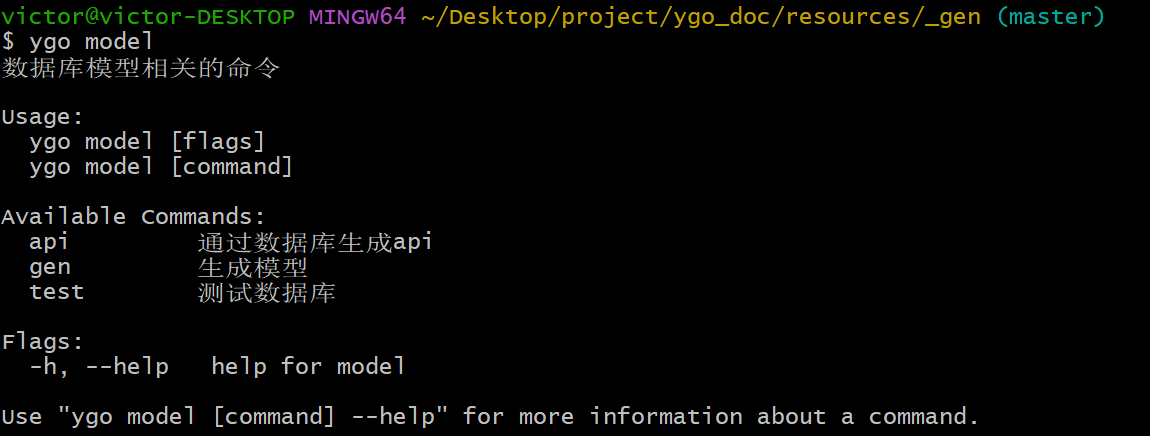 victor@victor-DESKTOP MINGW64 ~/Desktop/project/ygo_doc/resources/_gen (master)
$ ygo model
数据库模型相关的命令
Usage:
ygo model [flags]
ygo model [command]
Available Commands:
api 通过数据库生成api
gen 生成模型
test 测试数据库
Flags:
-h, --help help for model
Use "ygo model [command] --help" for more information about a command.